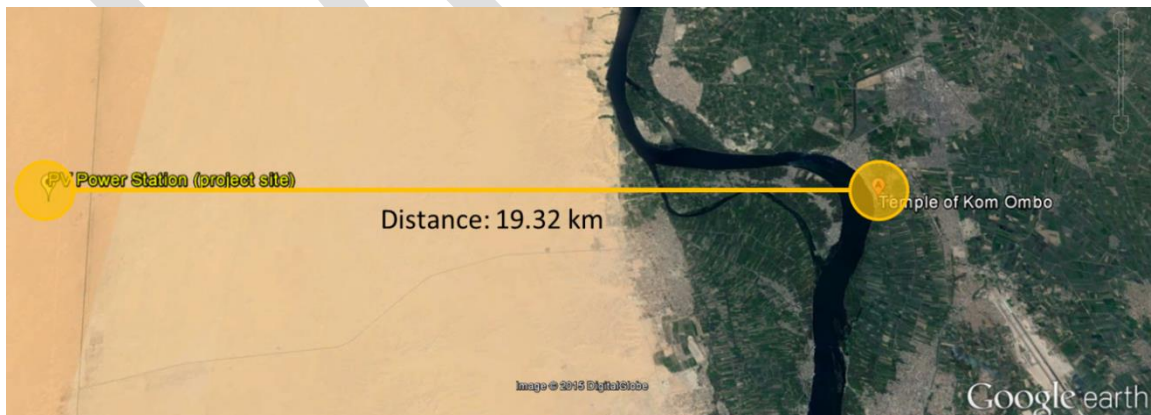 PV Power Station (project site)
A
Temple of Kom Ombo
Distance: 19.32 km
Image © 2015 DigitalGlobe
Google earth